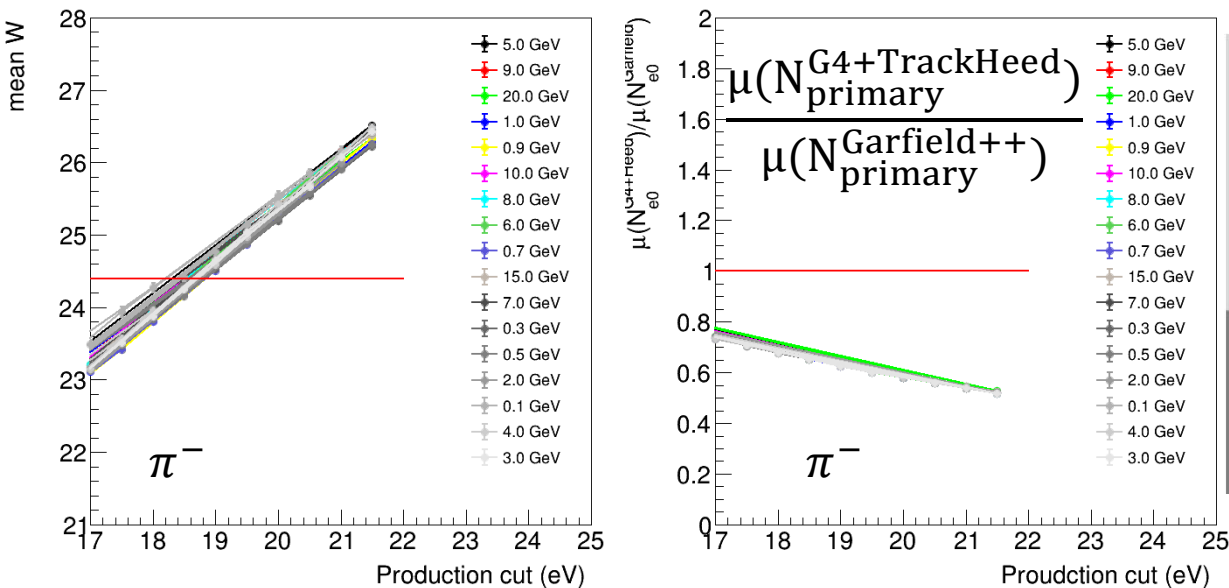 mean W
28
27
26
25
24
23
22
21
17 18 19 20 21 22 23 24 25
Production cut (eV)
π⁻
5.0 GeV
9.0 GeV
20.0 GeV
1.0 GeV
0.9 GeV
10.0 GeV
8.0 GeV
6.0 GeV
0.7 GeV
15.0 GeV
7.0 GeV
0.3 GeV
0.5 GeV
2.0 GeV
0.1 GeV
4.0 GeV
3.0 GeV
μ(N_e0^G4+Heed)/μ(N_e0^Garfield)
2
1.8
1.6
1.4
1.2
1
0.8
0.6
0.4
0.2
0
17 18 19 20 21 22 23 24 25
Proudction cut (eV)
μ(N_primary^G4+TrackHeed)
μ(N_primary^Garfield++)
π⁻
5.0 GeV
9.0 GeV
20.0 GeV
1.0 GeV
0.9 GeV
10.0 GeV
8.0 GeV
6.0 GeV
0.7 GeV
15.0 GeV
7.0 GeV
0.3 GeV
0.5 GeV
2.0 GeV
0.1 GeV
4.0 GeV
3.0 GeV